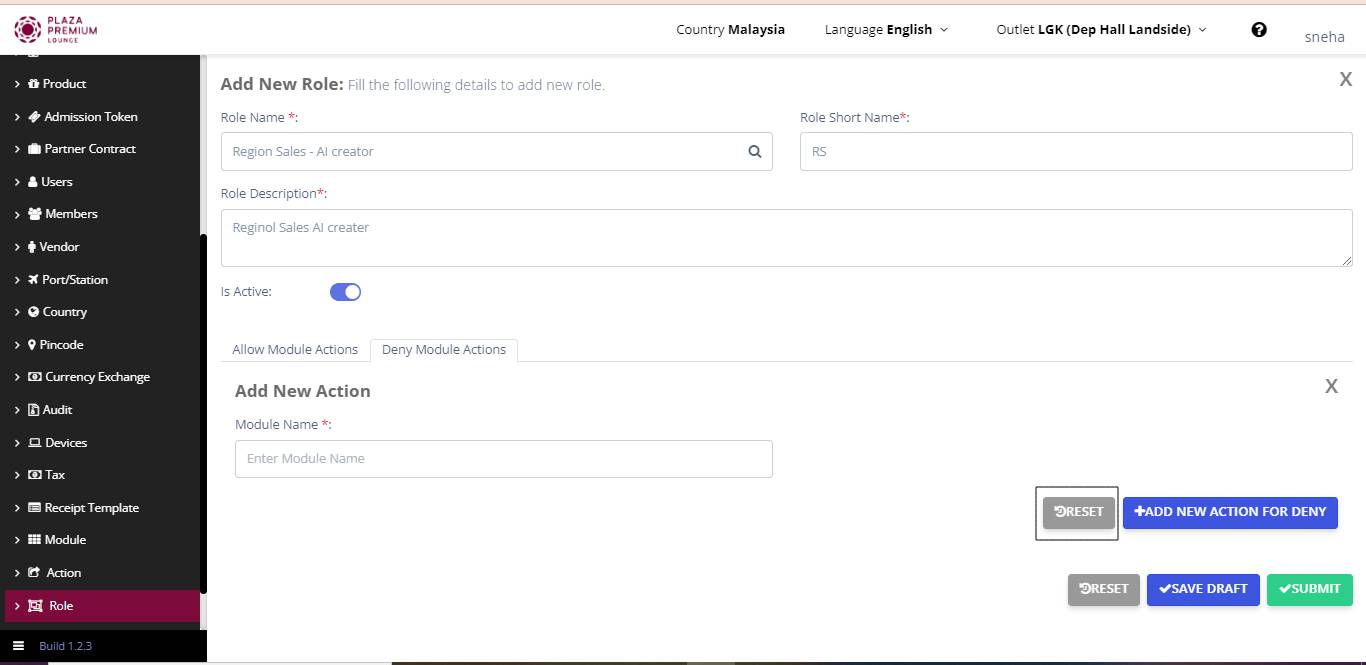 PLAZA
PREMIUM
LOUNGE
Country Malaysia
Language English
Outlet LGK (Dep Hall Landside)
sneha
Product
Admission Token
Partner Contract
Users
Members
Vendor
Port/Station
Country
Pincode
Currency Exchange
Audit
Devices
Tax
Receipt Template
Module
Action
Role
Build 1.2.3
Add New Role: Fill the following details to add new role.
X
Role Name *:
Role Short Name*:
Region Sales - AI creator
RS
Role Description*:
Reginol Sales AI creater
Is Active:
Allow Module Actions
Deny Module Actions
Add New Action
X
Module Name *:
Enter Module Name
RESET
ADD NEW ACTION FOR DENY
RESET
SAVE DRAFT
SUBMIT